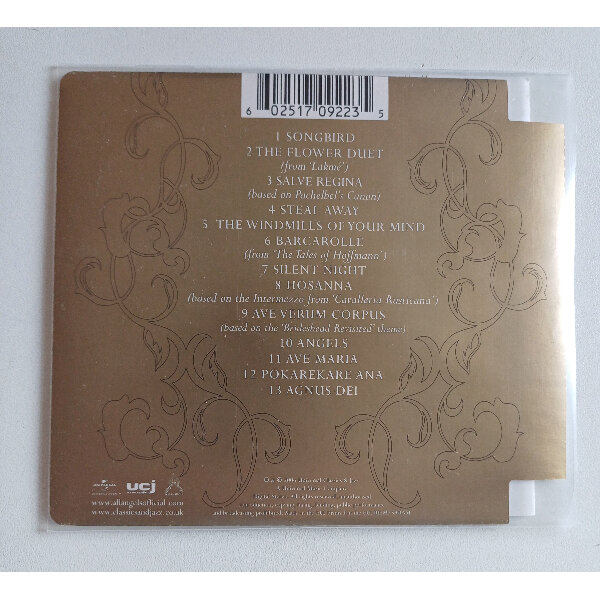 6 02517 09223 5
1 SONGBIRD
2 THE FLOWER DUET
(from 'Lakmé')
3 SALVE REGINA
(based on Pachelbel's Canon)
4 STEAL AWAY
5 THE WINDMILLS OF YOUR MIND
6 BARCAROLLE
(from 'The Tales of Hoffmann')
7 SILENT NIGHT
8 HOSANNA
(based on the Intermezzo from 'Cavalleria Rusticana')
9 AVE VERUM CORPUS
(based on the 'Brideshead Revisited' theme)
10 ANGELS
11 AVE MARIA
12 POKAREKARE ANA
13 AGNUS DEI
ucj
www.allangelsofficial.com
www.classicsandjazz.co.uk